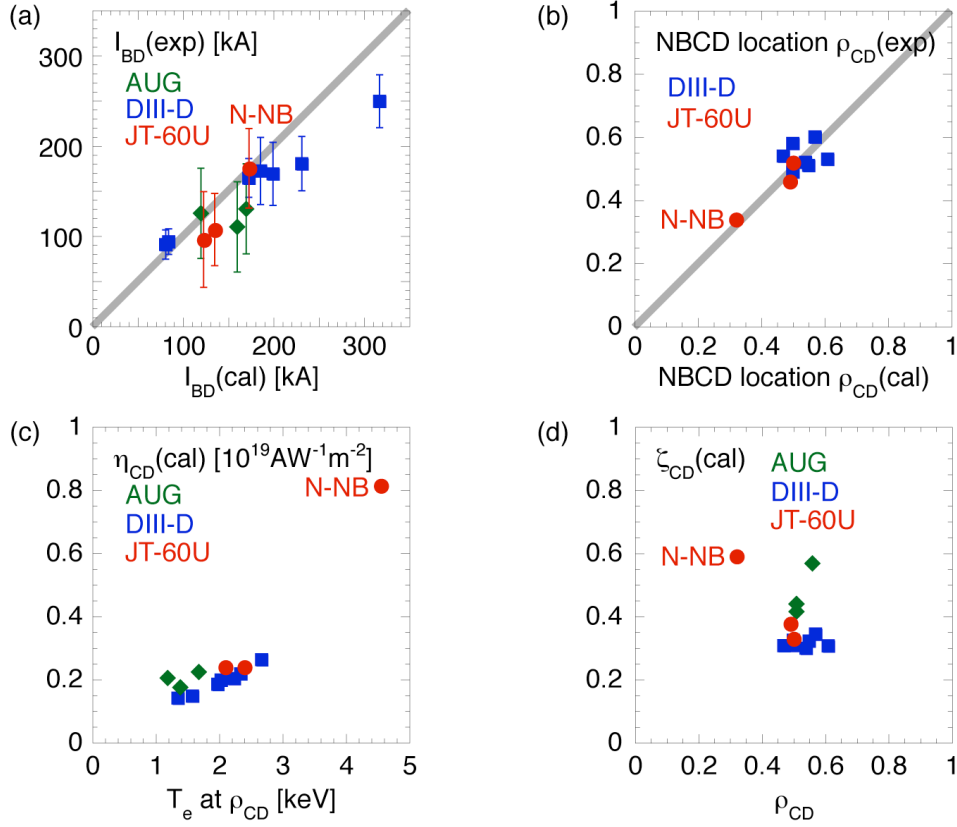 (a)
I_BD(exp) [kA]
AUG
DIII-D
JT-60U
N-NB
300
200
100
0
0 100 200 300
I_BD(cal) [kA]
(b)
NBCD location ρ_CD(exp)
DIII-D
JT-60U
N-NB
1
0.8
0.6
0.4
0.2
0
0 0.2 0.4 0.6 0.8 1
NBCD location ρ_CD(cal)
(c)
η_CD(cal) [10¹⁹AW⁻¹m⁻²]
AUG
DIII-D
JT-60U
N-NB
1
0.8
0.6
0.4
0.2
0
0 1 2 3 4 5
T_e at ρ_CD [keV]
(d)
ζ_CD(cal)
AUG
DIII-D
JT-60U
N-NB
1
0.8
0.6
0.4
0.2
0
0 0.2 0.4 0.6 0.8 1
ρ_CD